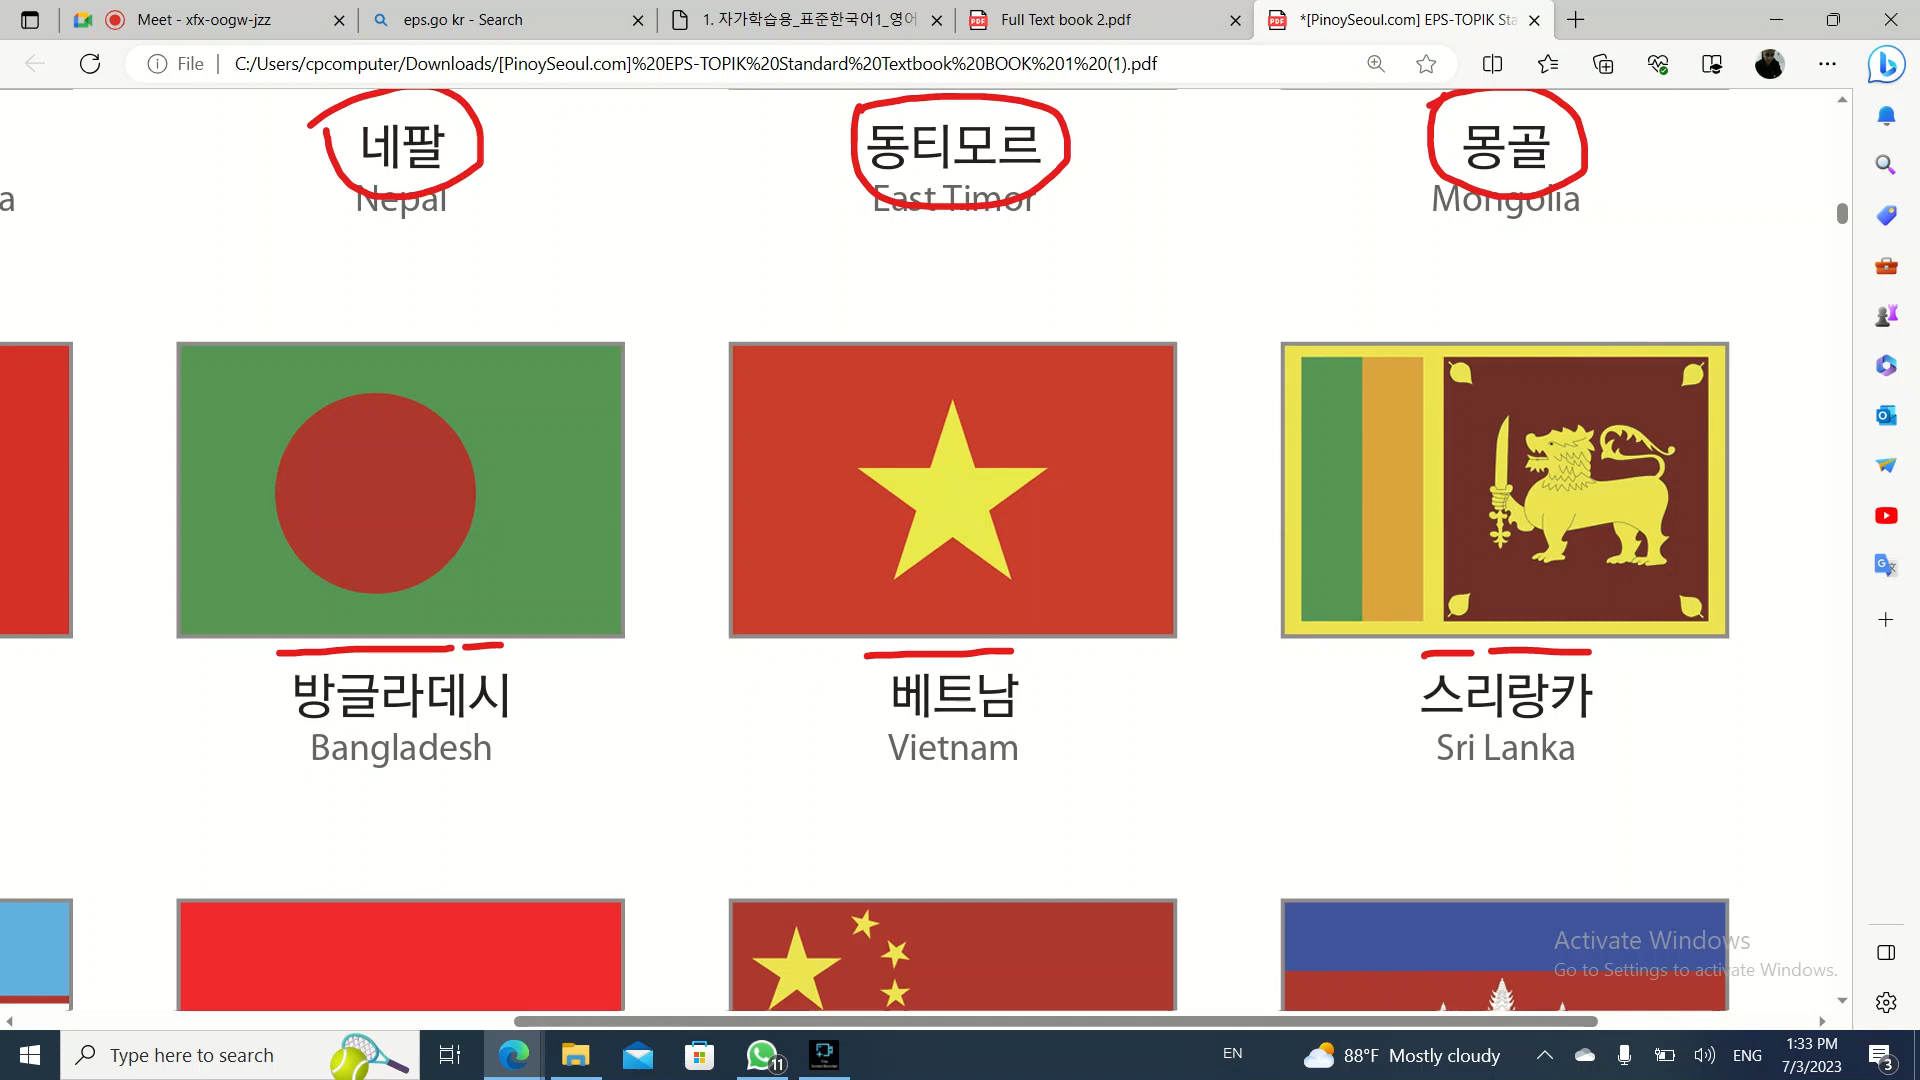 Meet - xfx-oogw-jzz
eps.go kr - Search
1. 자가학습용_표준한국어1_영어
Full Text book 2.pdf
*[PinoySeoul.com] EPS-TOPIK Sta
File
C:/Users/cpcomputer/Downloads/[PinoySeoul.com]%20EPS-TOPIK%20Standard%20Textbook%20BOOK%201%20(1).pdf
네팔
동티모르
몽골
a
Nepal
East Timor
Mongolia
방글라데시
베트남
스리랑카
Bangladesh
Vietnam
Sri Lanka
Activate Windows
Go to Settings to activate Windows.
Type here to search
11
EN
88°F Mostly cloudy
ENG
1:33 PM
7/3/2023
3